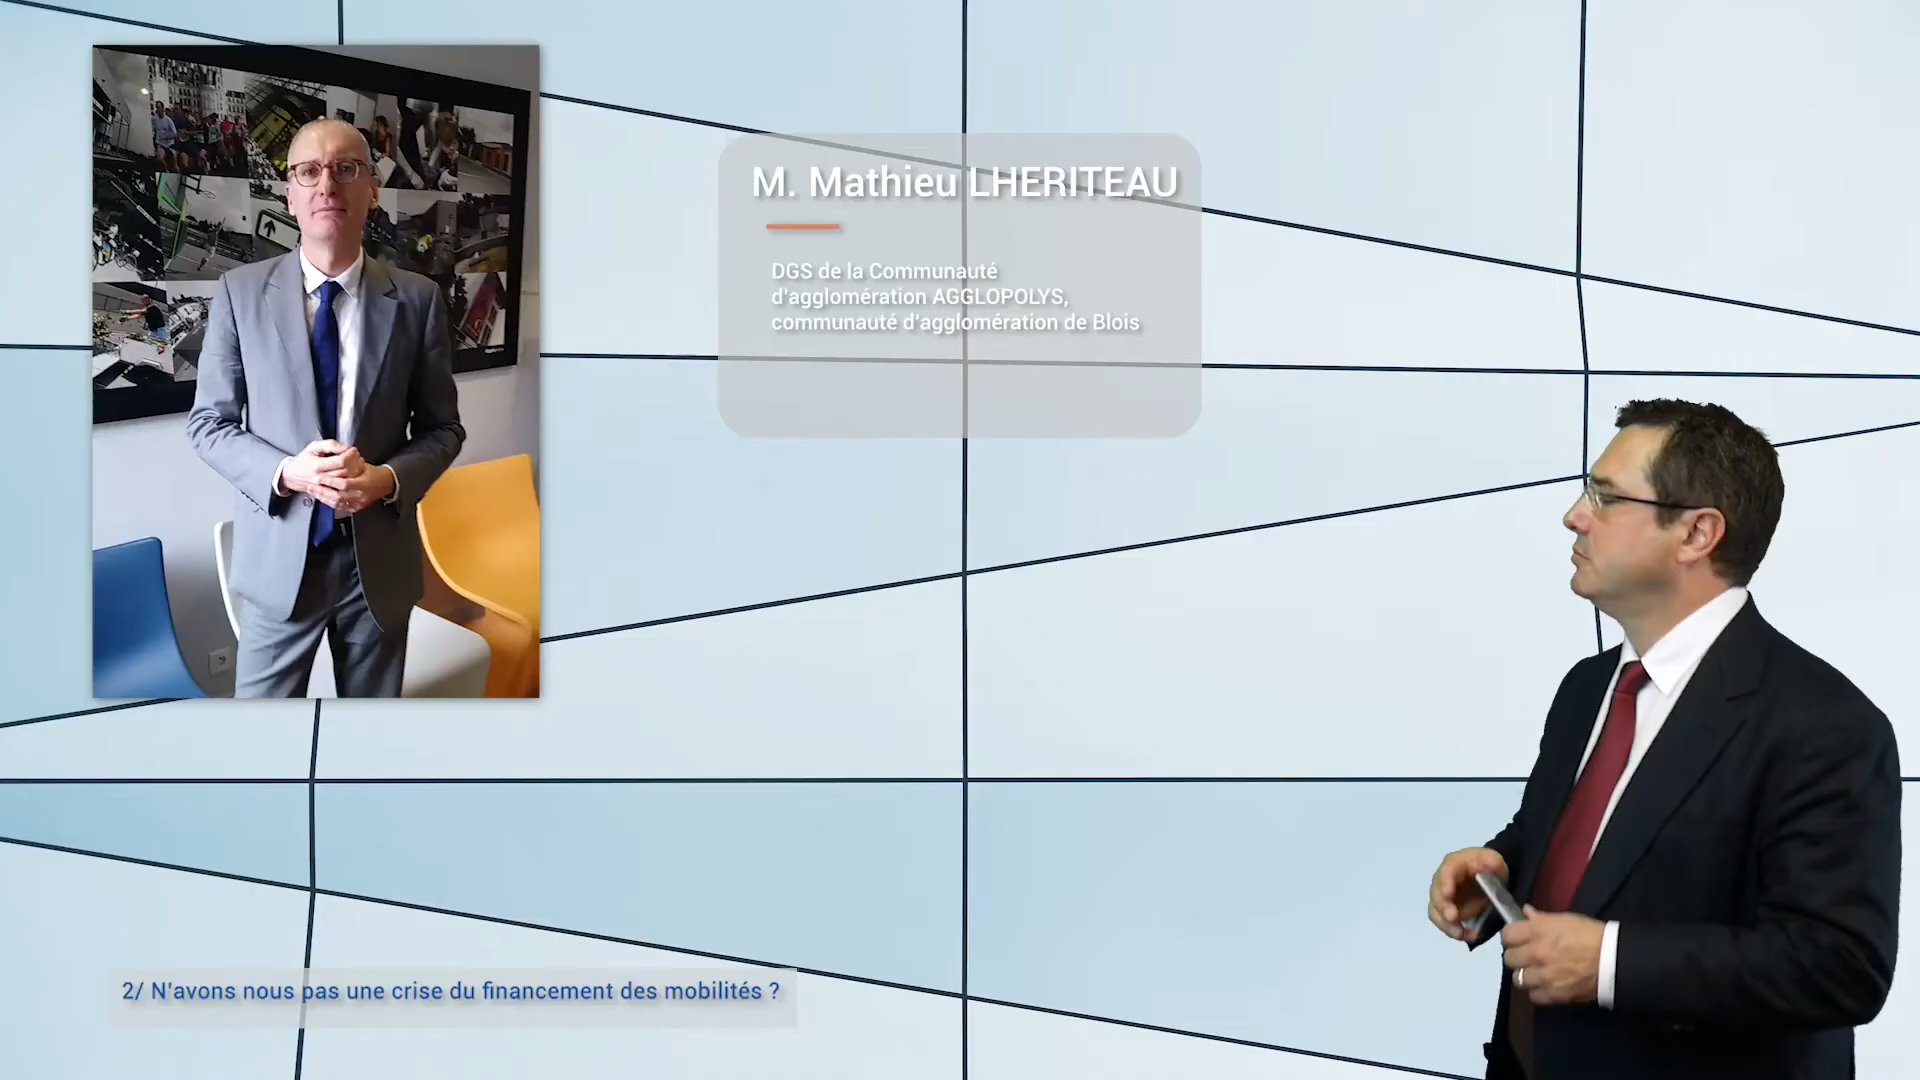 M. Mathieu LHERITEAU
DGS de la Communauté
d'agglomération AGGLOPOLYS,
communauté d'agglomération de Blois
2/ N'avons nous pas une crise du financement des mobilités ?